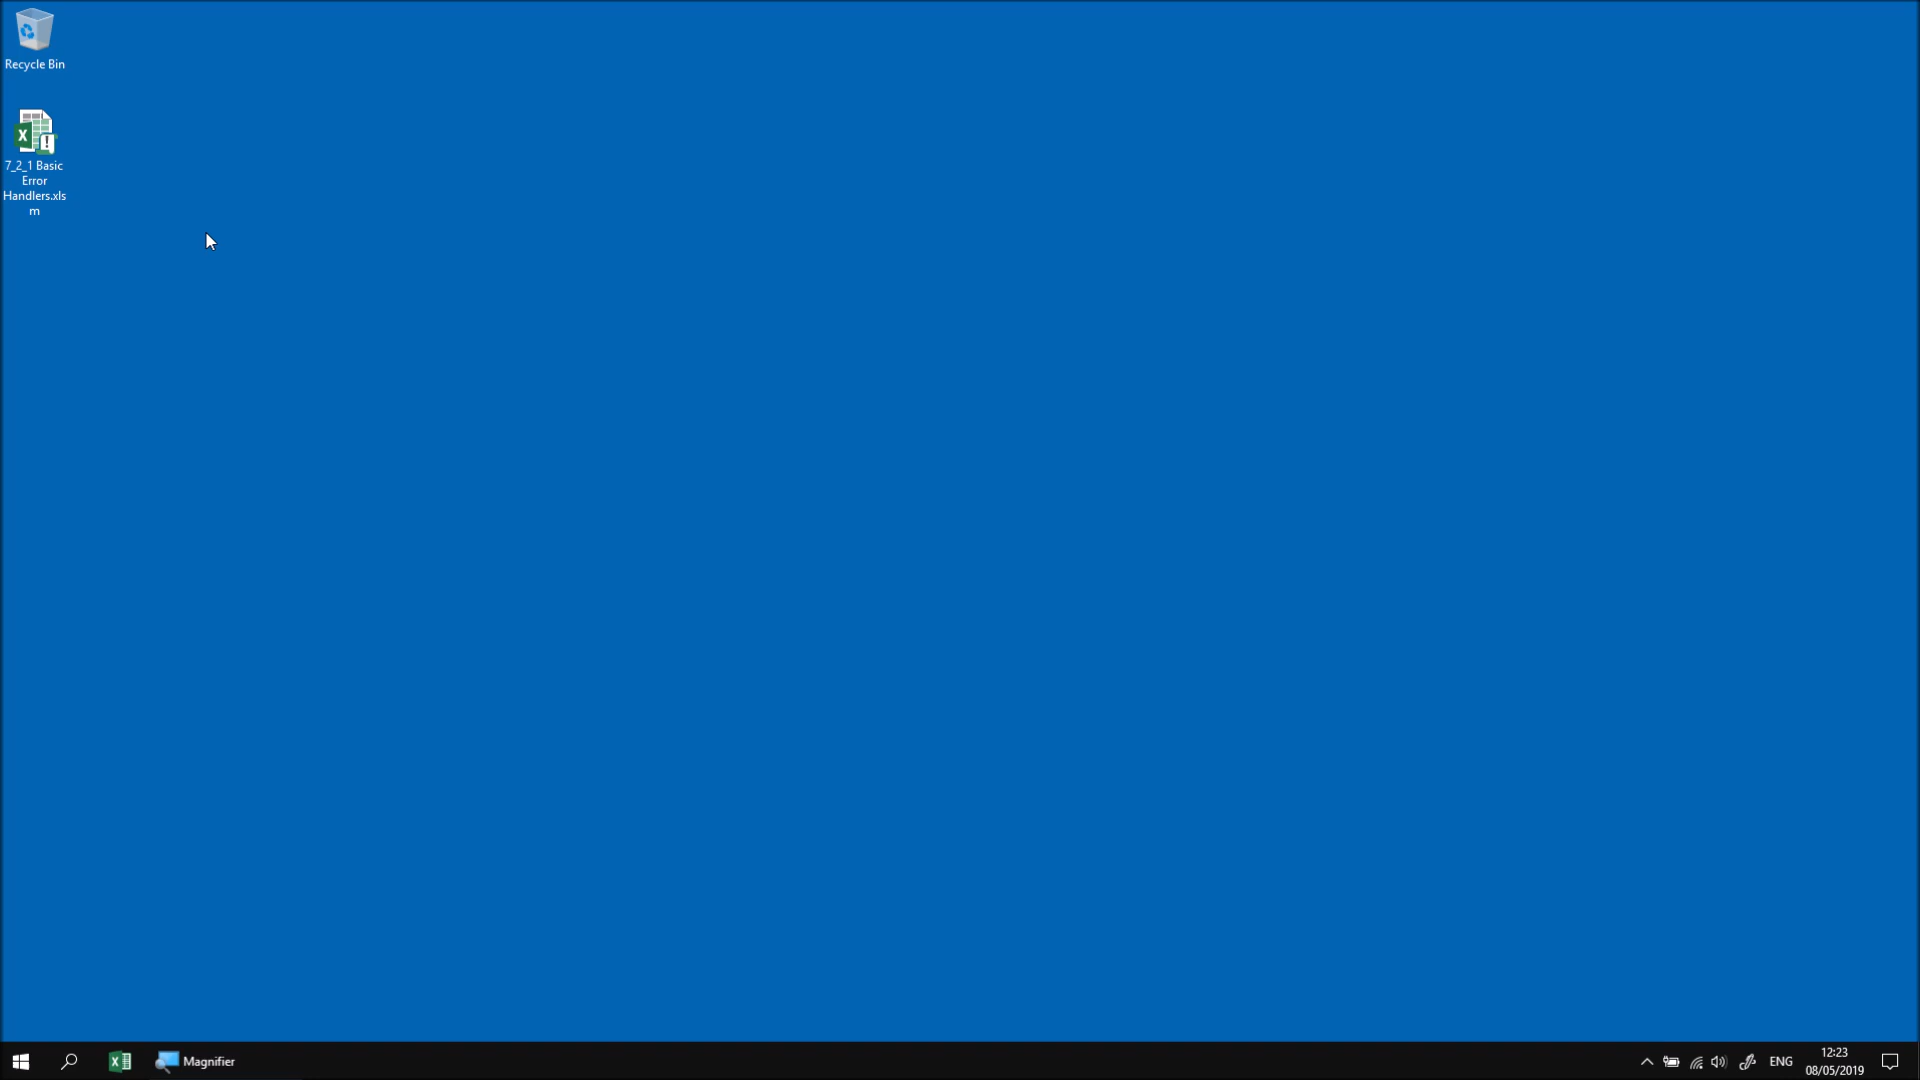 Recycle Bin
7_2_1 Basic
Error
Handlers.xls
m
Magnifier
ENG
12:23
08/05/2019